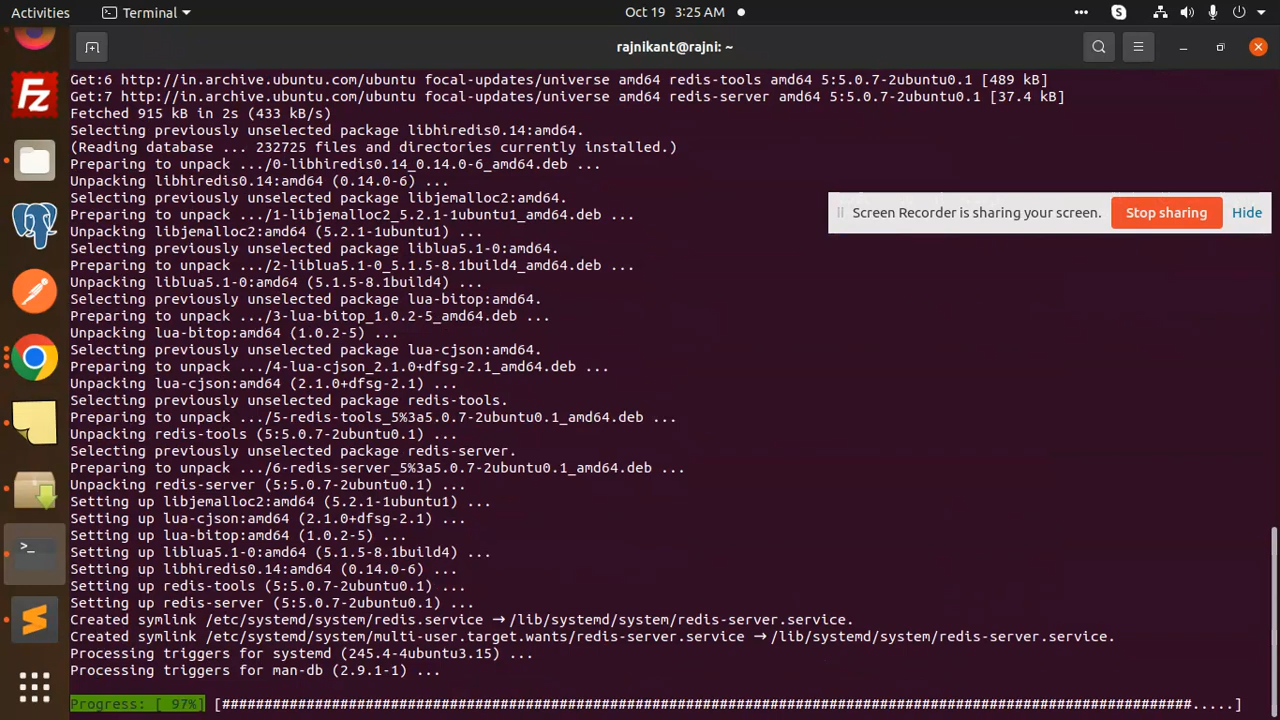 Activities Terminal Oct 19 3:25 AM
rajnikant@rajni: ~
Get:6 http://in.archive.ubuntu.com/ubuntu focal-updates/universe amd64 redis-tools amd64 5:5.0.7-2ubuntu0.1 [489 kB]
Get:7 http://in.archive.ubuntu.com/ubuntu focal-updates/universe amd64 redis-server amd64 5:5.0.7-2ubuntu0.1 [37.4 kB]
Fetched 915 kB in 2s (433 kB/s)
Selecting previously unselected package libhiredis0.14:amd64.
(Reading database ... 232725 files and directories currently installed.)
Preparing to unpack .../0-libhiredis0.14_0.14.0-6_amd64.deb ...
Unpacking libhiredis0.14:amd64 (0.14.0-6) ...
Selecting previously unselected package libjemalloc2:amd64.
Preparing to unpack .../1-libjemalloc2_5.2.1-1ubuntu1_amd64.deb ...
Screen Recorder is sharing your screen. Stop sharing Hide
Unpacking libjemalloc2:amd64 (5.2.1-1ubuntu1) ...
Selecting previously unselected package liblua5.1-0:amd64.
Preparing to unpack .../2-liblua5.1-0_5.1.5-8.1build4_amd64.deb ...
Unpacking liblua5.1-0:amd64 (5.1.5-8.1build4) ...
Selecting previously unselected package lua-bitop:amd64.
Preparing to unpack .../3-lua-bitop_1.0.2-5_amd64.deb ...
Unpacking lua-bitop:amd64 (1.0.2-5) ...
Selecting previously unselected package lua-cjson:amd64.
Preparing to unpack .../4-lua-cjson_2.1.0+dfsg-2.1_amd64.deb ...
Unpacking lua-cjson:amd64 (2.1.0+dfsg-2.1) ...
Selecting previously unselected package redis-tools.
Preparing to unpack .../5-redis-tools_5%3a5.0.7-2ubuntu0.1_amd64.deb ...
Unpacking redis-tools (5:5.0.7-2ubuntu0.1) ...
Selecting previously unselected package redis-server.
Preparing to unpack .../6-redis-server_5%3a5.0.7-2ubuntu0.1_amd64.deb ...
Unpacking redis-server (5:5.0.7-2ubuntu0.1) ...
Setting up libjemalloc2:amd64 (5.2.1-1ubuntu1) ...
Setting up lua-cjson:amd64 (2.1.0+dfsg-2.1) ...
Setting up lua-bitop:amd64 (1.0.2-5) ...
Setting up liblua5.1-0:amd64 (5.1.5-8.1build4) ...
Setting up libhiredis0.14:amd64 (0.14.0-6) ...
Setting up redis-tools (5:5.0.7-2ubuntu0.1) ...
Setting up redis-server (5:5.0.7-2ubuntu0.1) ...
Created symlink /etc/systemd/system/redis.service → /lib/systemd/system/redis-server.service.
Created symlink /etc/systemd/system/multi-user.target.wants/redis-server.service → /lib/systemd/system/redis-server.service.
Processing triggers for systemd (245.4-4ubuntu3.15) ...
Processing triggers for man-db (2.9.1-1) ...
Progress: [ 97%] [###################################################################################################################.....]